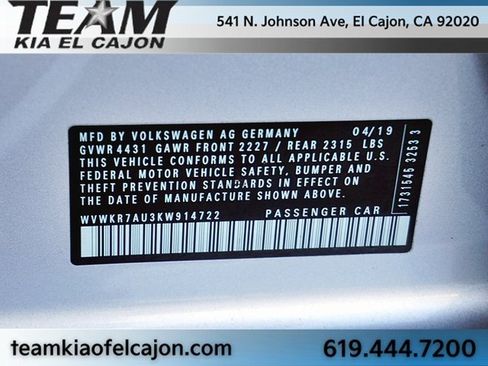 TEAM
KIA EL CAJON
541 N. Johnson Ave, El Cajon, CA 92020
MFD BY VOLKSWAGEN AG GERMANY 04/19
GVWR 4431 GAWR FRONT 2227 / REAR 2315 LBS
THIS VEHICLE CONFORMS TO ALL APPLICABLE U.S.
FEDERAL MOTOR VEHICLE SAFETY, BUMPER AND
THEFT PREVENTION STANDARDS IN EFFECT ON
THE DATE OF MANUFACTURE SHOWN ABOVE.
WVWKR7AU3KW914722 PASSENGER CAR
1731546 3253 3
teamkiaofelcajon.com
619.444.7200